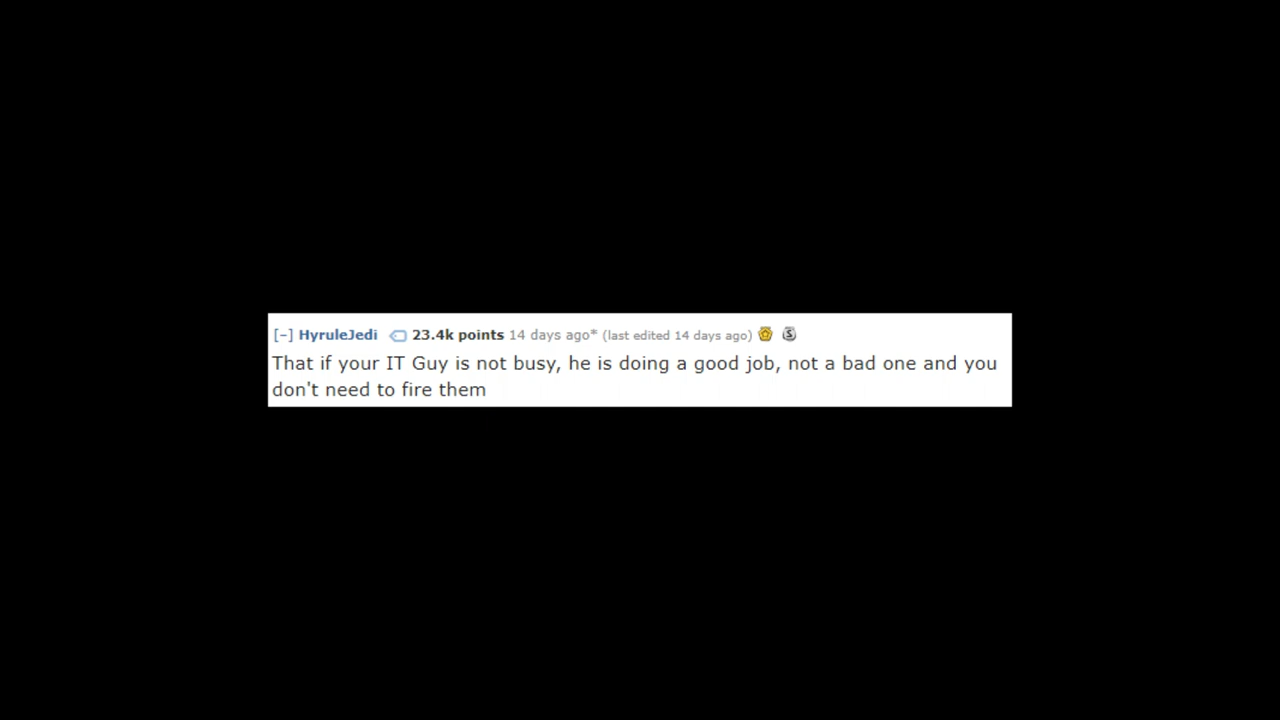 [-] HyruleJedi 23.4k points 14 days ago* (last edited 14 days ago) S
That if your IT Guy is not busy, he is doing a good job, not a bad one and you
don't need to fire them